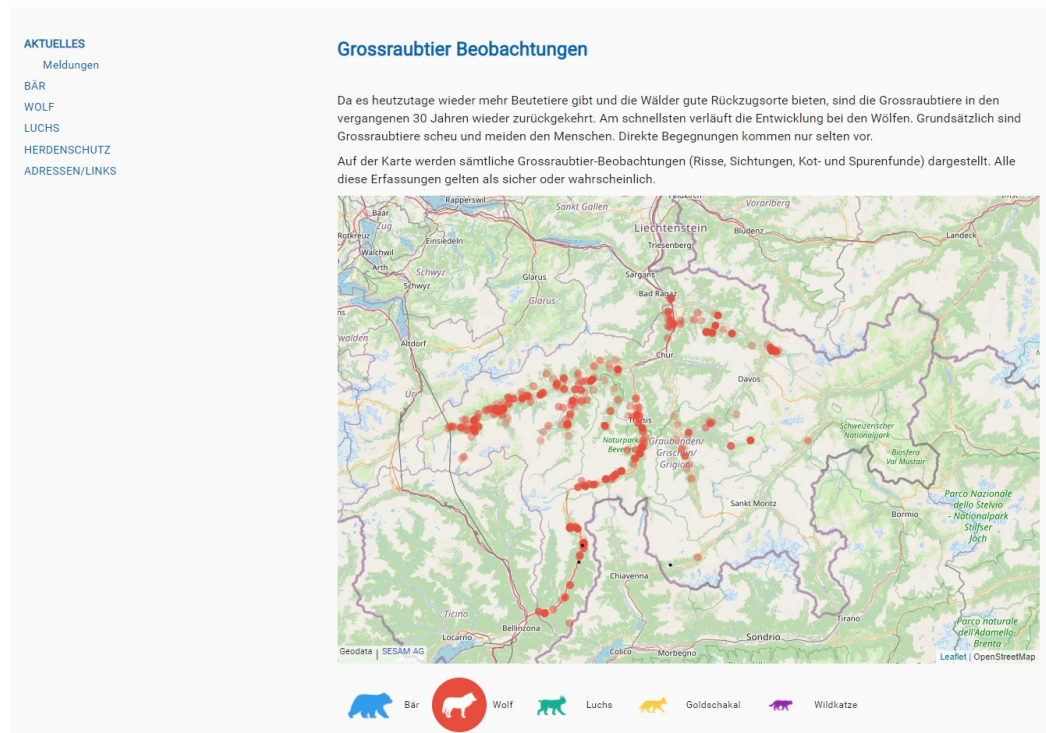 AKTUELLES
Meldungen
BÄR
WOLF
LUCHS
HERDENSCHUTZ
ADRESSEN/LINKS
Grossraubtier Beobachtungen
Da es heutzutage wieder mehr Beutetiere gibt und die Wälder gute Rückzugsorte bieten, sind die Grossraubtiere in den
vergangenen 30 Jahren wieder zurückgekehrt. Am schnellsten verläuft die Entwicklung bei den Wölfen. Grundsätzlich sind
Grossraubtiere scheu und meiden den Menschen. Direkte Begegnungen kommen nur selten vor.
Auf der Karte werden sämtliche Grossraubtier-Beobachtungen (Risse, Sichtungen, Kot- und Spurenfunde) dargestellt. Alle
diese Erfassungen gelten als sicher oder wahrscheinlich.
Rapperswil
Sankt Gallen
Vorarlberg
Baar
Zug
Liechtenstein
Bludenz
Landeck
Rotkreuz
Einsiedeln
Triesenberg
Walchwil
Arth
Schwyz
Glarus
Sargans
Schwyz
Bad Ragaz
Glarus
Altdorf
Chur
Davos
Uri
Schweizerischer
Nationalpark
Naturpark
Beverin
Graubünden/
Grischun/
Grigioni
Biosfera
Val Müstair
Parco Nazionale
dello Stelvio
- Nationalpark
Stilfser
Joch
Sankt Moritz
Bormio
Chiavenna
Ticino
Tirano
Bellinzona
Locarno
Sondrio
Parco naturale
dell'Adamello-
Brenta
Colico
Morbegno
Geodata | SESAM AG
Leaflet | OpenStreetMap
Bär
Wolf
Luchs
Goldschakal
Wildkatze